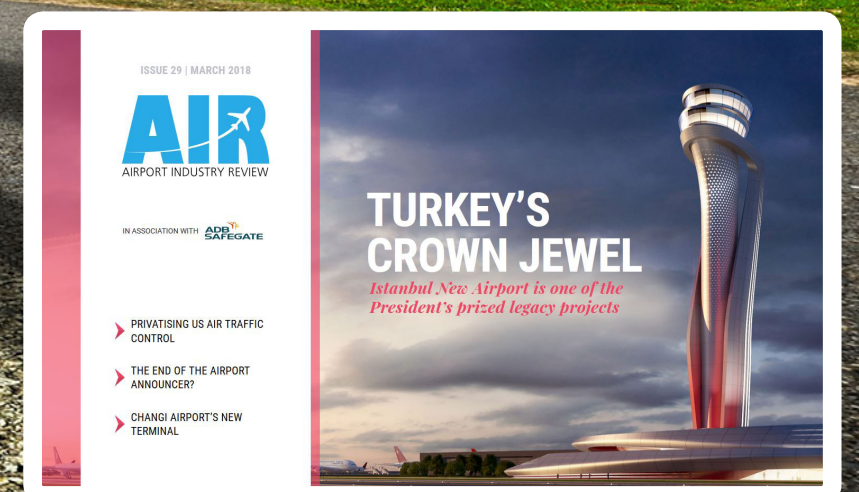 ISSUE 29 | MARCH 2018
AIR
AIRPORT INDUSTRY REVIEW
IN ASSOCIATION WITH ADB
SAFEGATE
PRIVATISING US AIR TRAFFIC
CONTROL
THE END OF THE AIRPORT
ANNOUNCER?
CHANGI AIRPORT'S NEW
TERMINAL
TURKEY'S
CROWN JEWEL
Istanbul New Airport is one of the
President's prized legacy projects